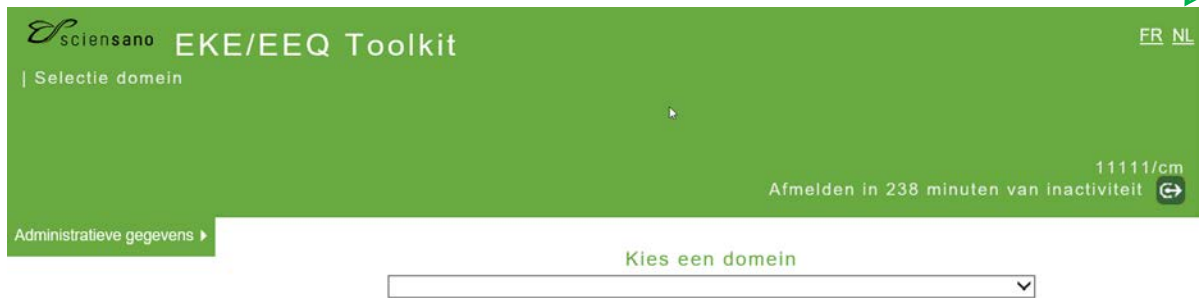 sciensano EKE/EEQ Toolkit
FR NL
| Selectie domein
11111/cm
Afmelden in 238 minuten van inactiviteit
Administratieve gegevens
Kies een domein